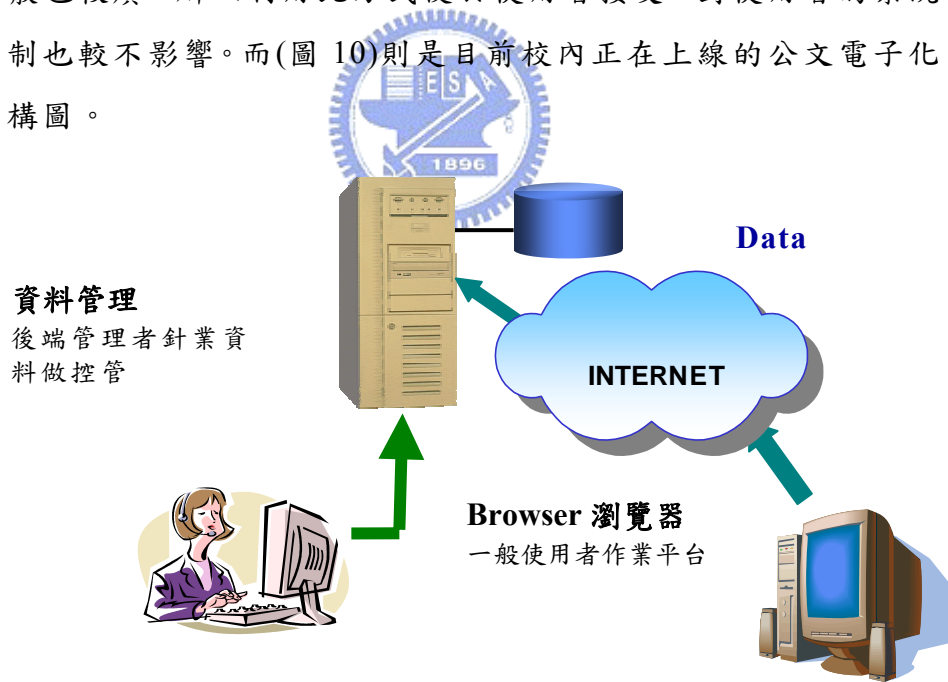 制也較不影響。而(圖 10)則是目前校內正在上線的公文電子化
構圖。
E S A
1896
Data
資料管理
後端管理者針業資
料做控管
INTERNET
Browser 瀏覽器
一般使用者作業平台